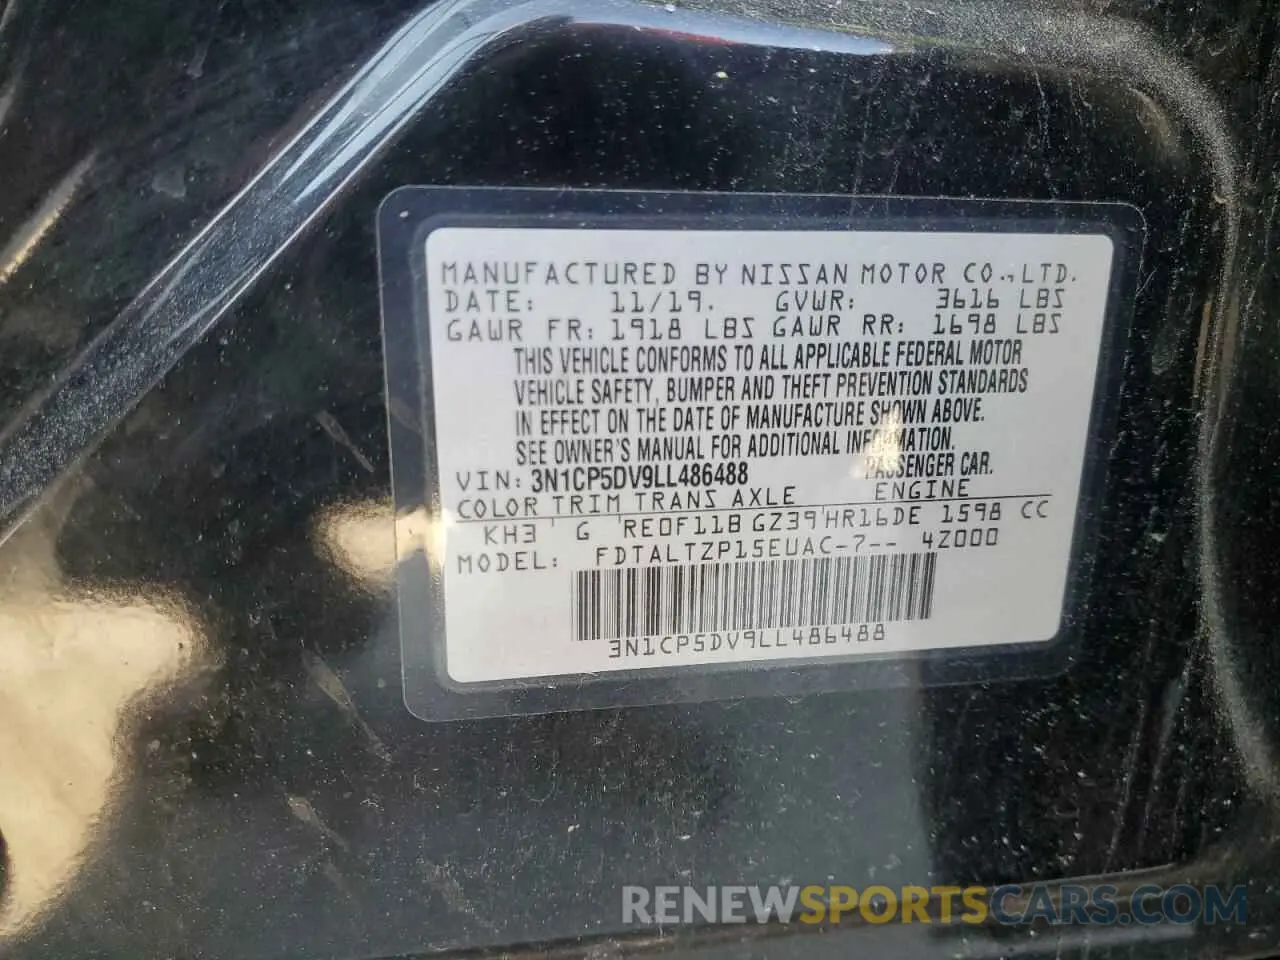 MANUFACTURED BY NISSAN MOTOR CO.,LTD.
DATE: 11/19. GVWR: 3616 LBS
GAWR FR: 1918 LBS GAWR RR: 1698 LBS
THIS VEHICLE CONFORMS TO ALL APPLICABLE FEDERAL MOTOR
VEHICLE SAFETY, BUMPER AND THEFT PREVENTION STANDARDS
IN EFFECT ON THE DATE OF MANUFACTURE SHOWN ABOVE.
SEE OWNER'S MANUAL FOR ADDITIONAL INFORMATION.
VIN: 3N1CP5DV9LL486488 PASSENGER CAR.
COLOR TRIM TRANS AXLE ENGINE
KH3 G RE0F11B GZ39 HR16DE 1598 CC
MODEL: FDTALTZP15EUAC-7-- 4Z000
3N1CP5DV9LL486488
RENEWSPORTSCARS.COM